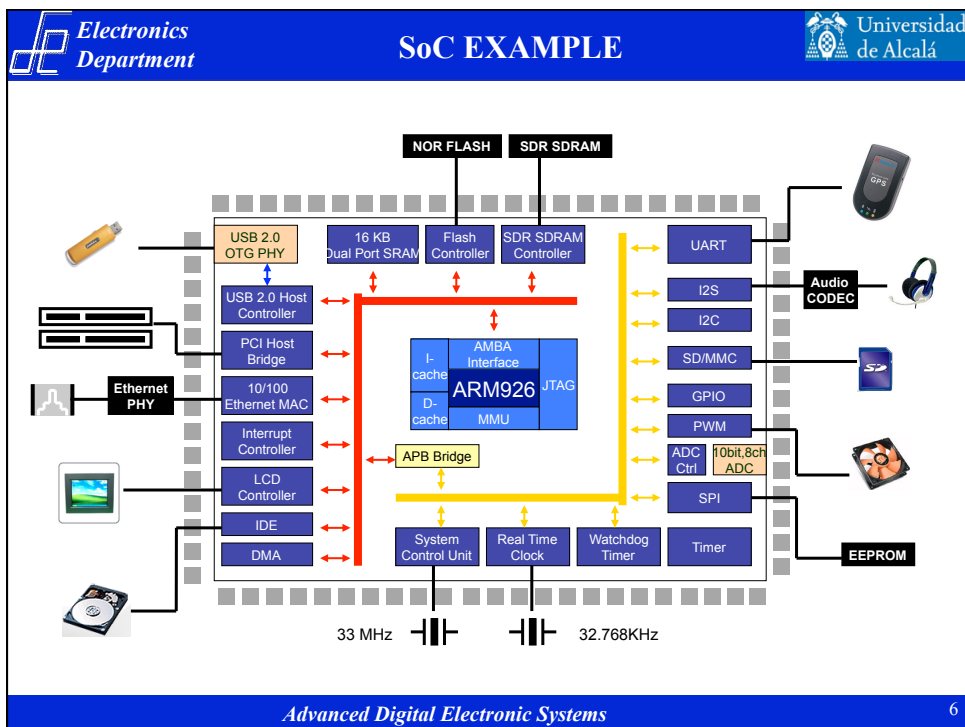 Electronics
Department
SoC EXAMPLE
Universidad
de Alcalá
NOR FLASH
SDR SDRAM
GPS
USB 2.0
OTG PHY
16 KB
Dual Port SRAM
Flash
Controller
SDR SDRAM
Controller
UART
USB 2.0 Host
Controller
I2S
Audio
CODEC
I2C
PCI Host
Bridge
I-
cache
AMBA
Interface
ARM926
JTAG
D-
cache
MMU
SD/MMC
SD
Ethernet
PHY
10/100
Ethernet MAC
GPIO
PWM
Interrupt
Controller
APB Bridge
ADC
Ctrl
10bit,8ch
ADC
LCD
Controller
SPI
IDE
DMA
System
Control Unit
Real Time
Clock
Watchdog
Timer
Timer
EEPROM
33 MHz
32.768KHz
Advanced Digital Electronic Systems
6